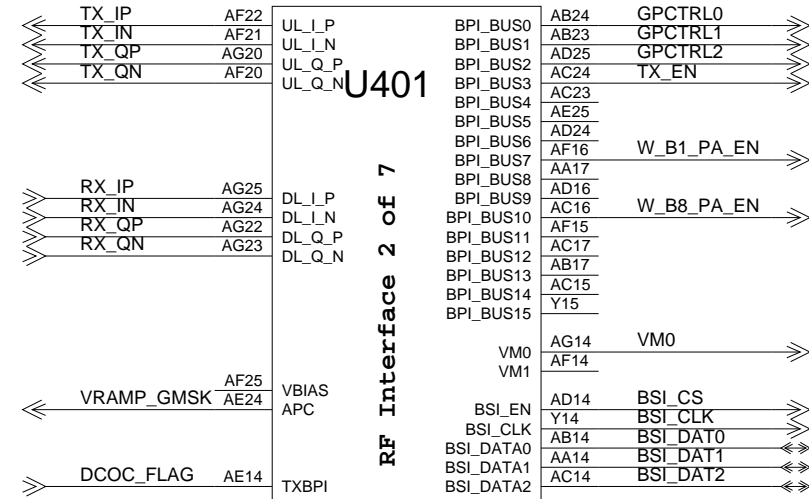 TX_IP AF22 UL_I_P BPI_BUS0 AB24 GPCTRL0
TX_IN AF21 UL_I_N BPI_BUS1 AB23 GPCTRL1
TX_QP AG20 UL_Q_P BPI_BUS2 AD25 GPCTRL2
TX_QN AF20 UL_Q_N BPI_BUS3 AC24 TX_EN
U401
BPI_BUS4 AC23
BPI_BUS5 AE25
BPI_BUS6 AD24
BPI_BUS7 AF16 W_B1_PA_EN
BPI_BUS8 AA17
RX_IP AG25 DL_I_P BPI_BUS9 AD16
RX_IN AG24 DL_I_N BPI_BUS10 AC16 W_B8_PA_EN
RX_QP AG22 DL_Q_P BPI_BUS11 AF15
RX_QN AG23 DL_Q_N BPI_BUS12 AC17
BPI_BUS13 AB17
BPI_BUS14 AC15
BPI_BUS15 Y15
RF Interface 2 of 7
VM0 AG14 VM0
VM1 AF14
AF25 VBIAS
VRAMP_GMSK AE24 APC BSI_EN AD14 BSI_CS
BSI_CLK Y14 BSI_CLK
BSI_DATA0 AB14 BSI_DAT0
BSI_DATA1 AA14 BSI_DAT1
DCOC_FLAG AE14 TXBPI BSI_DATA2 AC14 BSI_DAT2